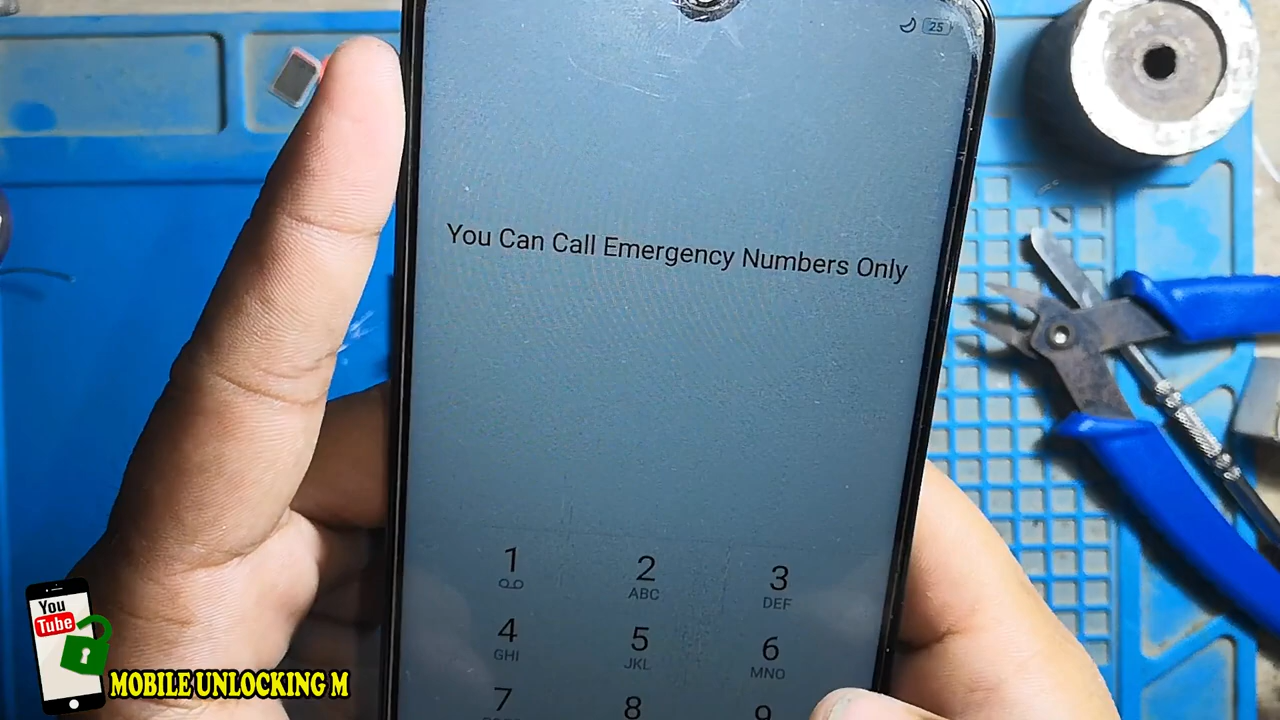 25
You Can Call Emergency Numbers Only
1
2
ABC
3
DEF
4
GHI
5
JKL
6
MNO
7
8
9
You
Tube
MOBILE UNLOCKING M